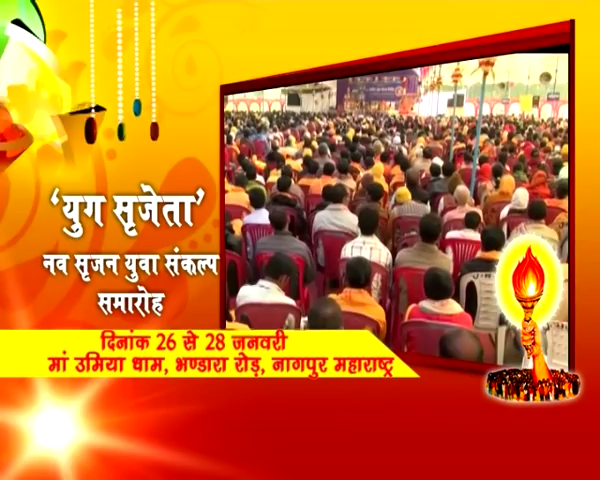 ‘युग सृजेता’
नव सृजन युवा संकल्प
समारोह
दिनांक 26 से 28 जनवरी
मां उमिया धाम, भण्डारा रोड़, नागपुर महाराष्ट्र